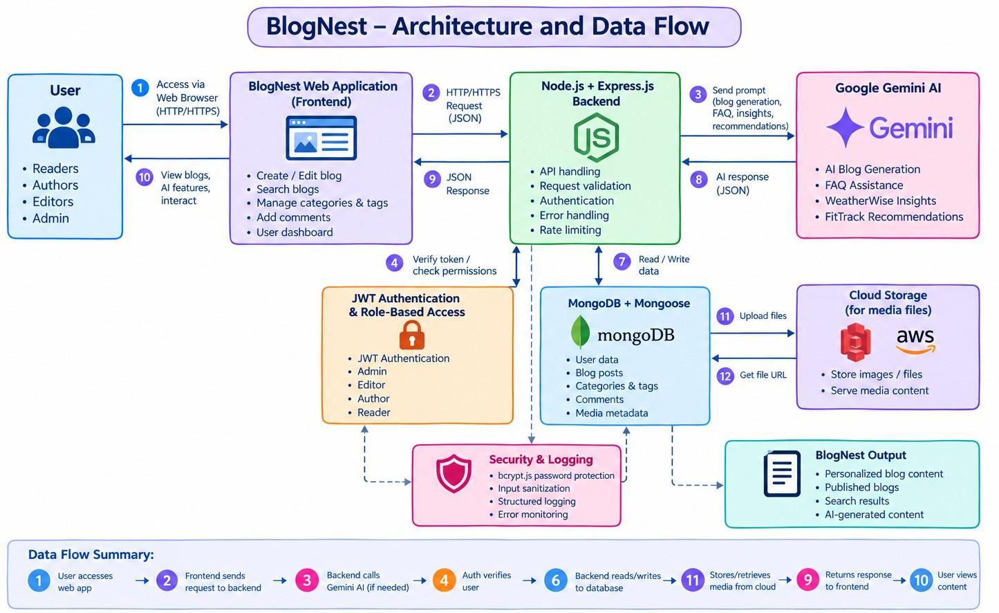 BlogNest – Architecture and Data Flow
User
• Readers
• Authors
• Editors
• Admin
1
Access via
Web Browser
(HTTP/HTTPS)
10
View blogs,
AI features,
interact
BlogNest Web Application
(Frontend)
• Create / Edit blog
• Search blogs
• Manage categories & tags
• Add comments
• User dashboard
2
HTTP/HTTPS
Request
(JSON)
9
JSON
Response
Node.js + Express.js
Backend
JS
• API handling
• Request validation
• Authentication
• Error handling
• Rate limiting
3
Send prompt
(blog generation,
FAQ, insights,
recommendations)
8
AI response
(JSON)
Google Gemini AI
Gemini
• AI Blog Generation
• FAQ Assistance
• WeatherWise Insights
• FitTrack Recommendations
4
Verify token /
check permissions
7
Read / Write
data
JWT Authentication
& Role-Based Access
• JWT Authentication
• Admin
• Editor
• Author
• Reader
MongoDB + Mongoose
mongoDB
• User data
• Blog posts
• Categories & tags
• Comments
• Media metadata
11
Upload files
12
Get file URL
Cloud Storage
(for media files)
aws
• Store images / files
• Serve media content
Security & Logging
• bcrypt.js password protection
• Input sanitization
• Structured logging
• Error monitoring
BlogNest Output
• Personalized blog content
• Published blogs
• Search results
• AI-generated content
Data Flow Summary:
1
User accesses
web app
2
Frontend sends
request to backend
3
Backend calls
Gemini AI (if needed)
4
Auth verifies
user
6
Backend reads/writes
to database
11
Stores/retrieves
media from cloud
9
Returns response
to frontend
10
User views
content